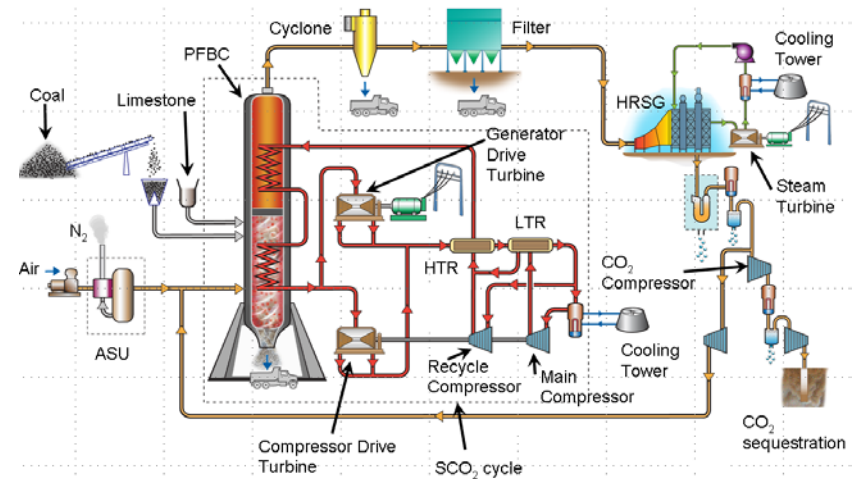 Cyclone
Filter
PFBC
Cooling
Tower
Coal
Limestone
HRSG
Generator
Drive
Turbine
Steam
Turbine
N2
LTR
HTR
Air
CO2
Compressor
ASU
Cooling
Tower
Recycle
Compressor
Main
Compressor
Compressor Drive
Turbine
SCO2 cycle
CO2
sequestration